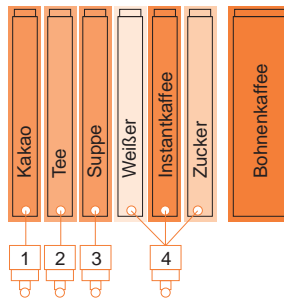 Kakao
Tee
Suppe
Weißer
Instantkaffee
Zucker
Bohnenkaffee
1
2
3
4